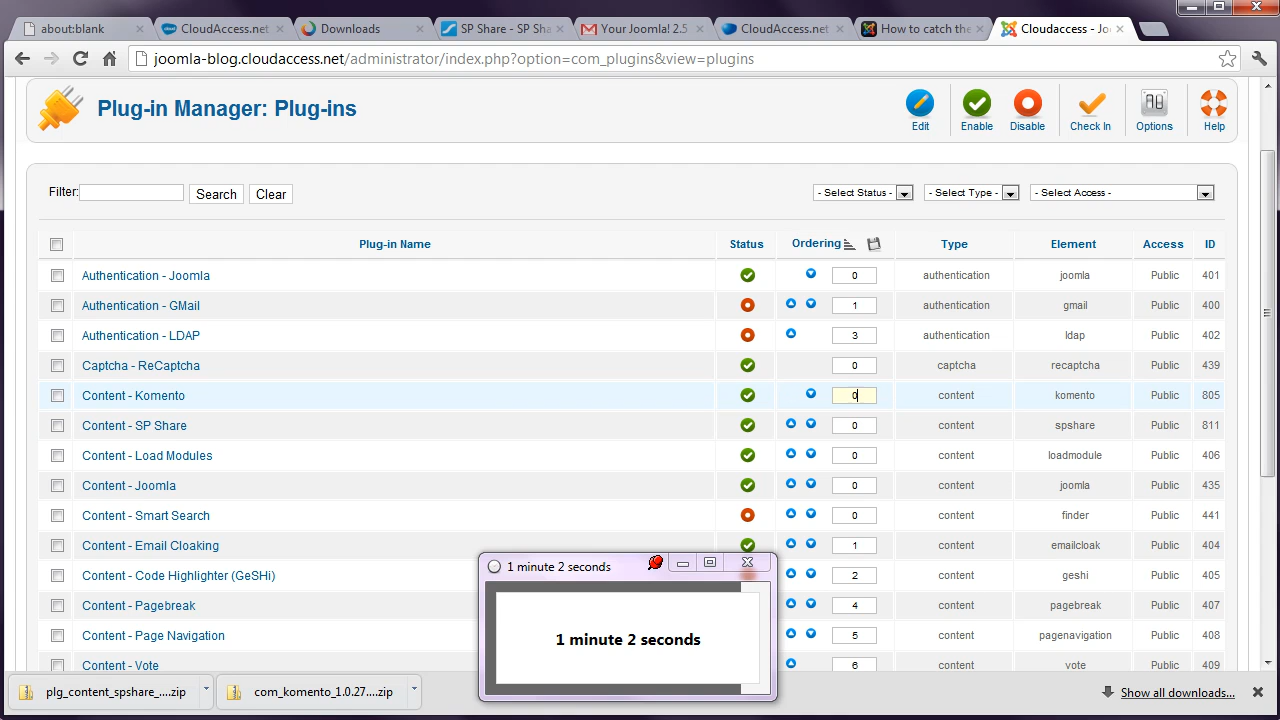 about:blank
CloudAccess.net
Downloads
SP Share - SP Sha
Your Joomla! 2.5
CloudAccess.net
How to catch the
Cloudaccess - Joo
joomla-blog.cloudaccess.net/administrator/index.php?option=com_plugins&view=plugins
Plug-in Manager: Plug-ins
Edit
Enable
Disable
Check In
Options
Help
Filter:
Search
Clear
- Select Status -
- Select Type -
- Select Access -
Plug-in Name Status Ordering Type Element Access ID
Authentication - Joomla 0 authentication joomla Public 401
Authentication - GMail 1 authentication gmail Public 400
Authentication - LDAP 3 authentication ldap Public 402
Captcha - ReCaptcha 0 captcha recaptcha Public 439
Content - Komento 0 content komento Public 805
Content - SP Share 0 content spshare Public 811
Content - Load Modules 0 content loadmodule Public 406
Content - Joomla 0 content joomla Public 435
Content - Smart Search 0 content finder Public 441
Content - Email Cloaking 1 content emailcloak Public 404
Content - Code Highlighter (GeSHi) 2 content geshi Public 405
Content - Pagebreak 4 content pagebreak Public 407
Content - Page Navigation 5 content pagenavigation Public 408
Content - Vote 6 content vote Public 409
1 minute 2 seconds
1 minute 2 seconds
plg_content_spshare_....zip
com_komento_1.0.27....zip
Show all downloads...